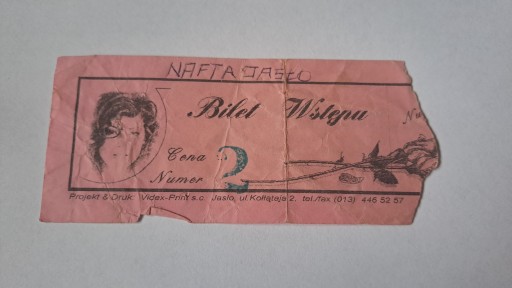 NAFTA JASŁO
Bilet Wstępu
Nu
Cena
2
Numer
Projekt & Druk: Videx-Print s.c. Jasło, ul. Kołłątaja 2, tel./fax (013) 446 52 57